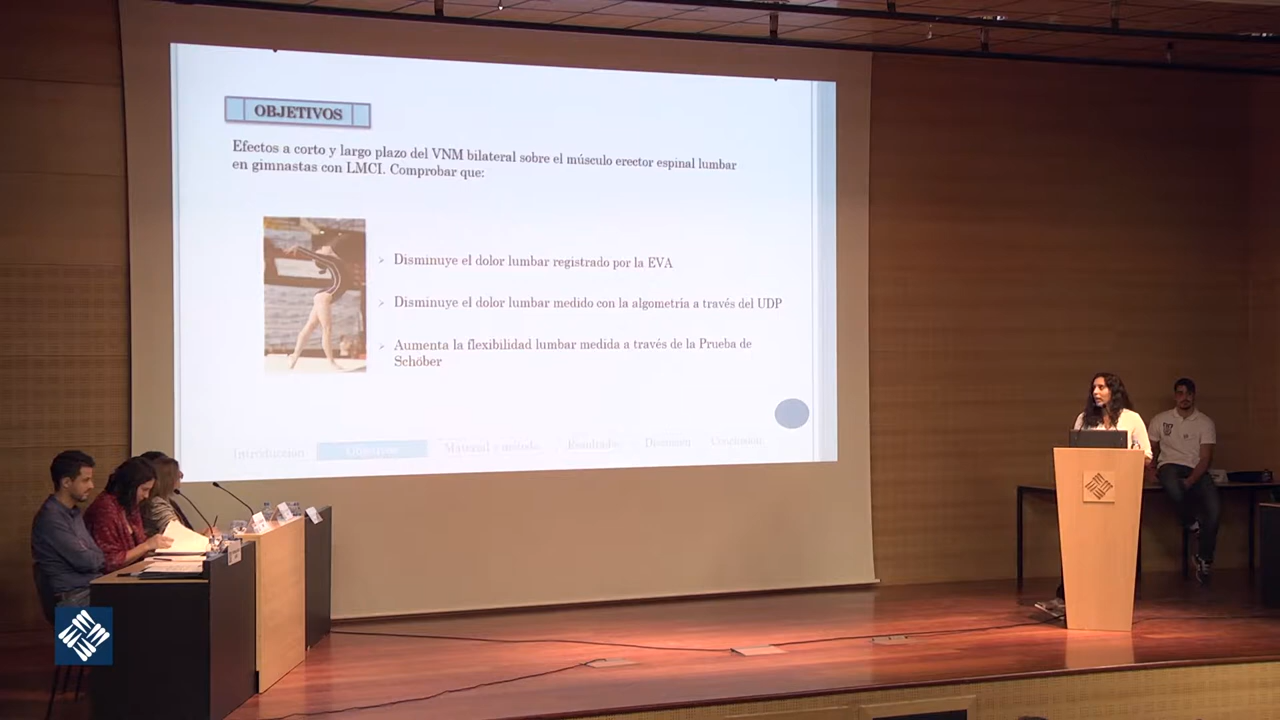 OBJETIVOS
Efectos a corto y largo plazo del VNM bilateral sobre el músculo erector espinal lumbar
en gimnastas con LMCI. Comprobar que:
Disminuye el dolor lumbar registrado por la EVA
Disminuye el dolor lumbar medido con la algometria a través del UDP
Aumenta la flexibilidad lumbar medida a través de la Prueba de
Schöber
Introducción Objetivos Material y método Resultados Discusión Conclusión